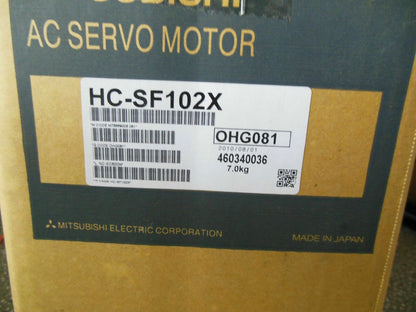 AC SERVO MOTOR
HC-SF102X
OHG081
2010/08/01
460340036
7.0kg
MITSUBISHI ELECTRIC CORPORATION
MADE IN JAPAN